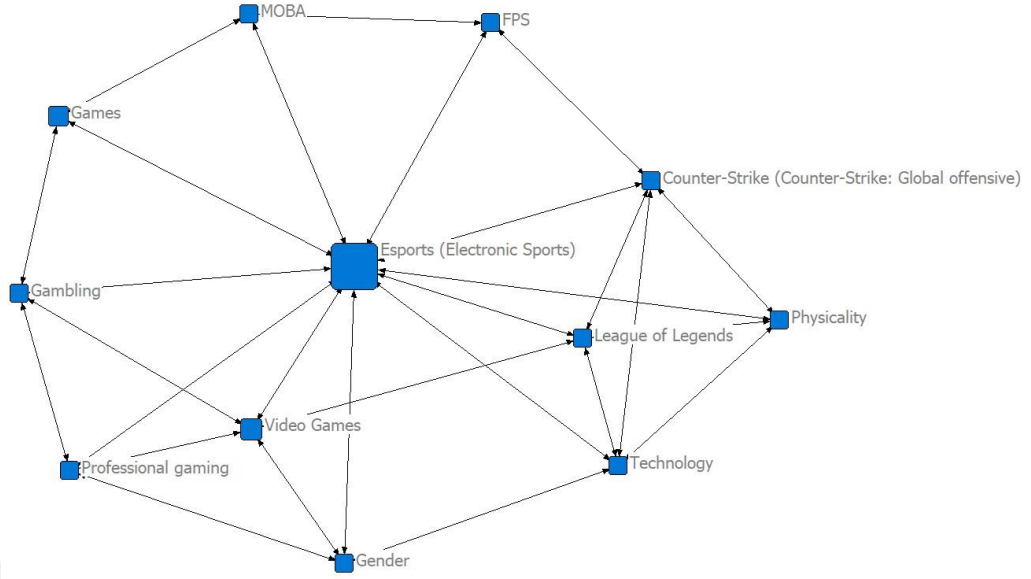 MOBA
FPS
Games
Counter-Strike (Counter-Strike: Global offensive)
Esports (Electronic Sports)
Gambling
Physicality
League of Legends
Video Games
Technology
Professional gaming
Gender